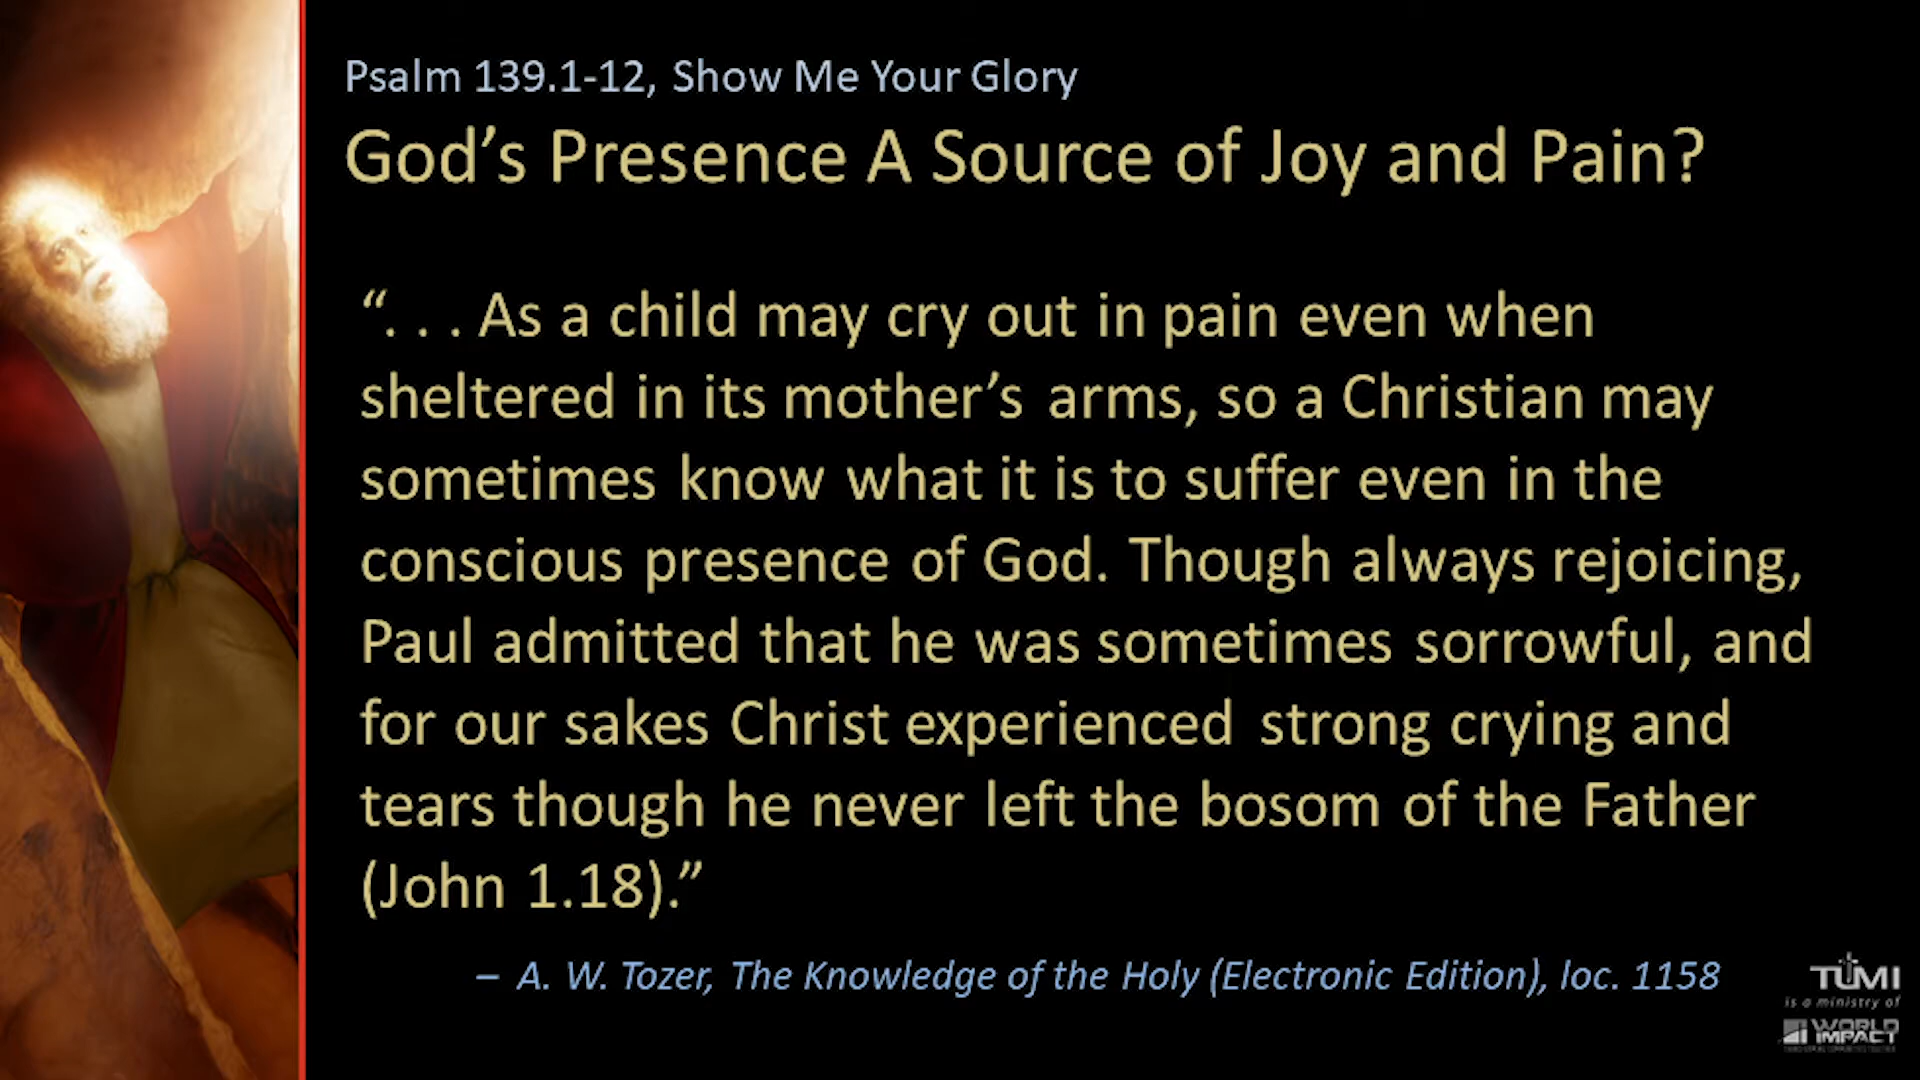 Psalm 139.1-12, Show Me Your Glory
God’s Presence A Source of Joy and Pain?
“. . . As a child may cry out in pain even when
sheltered in its mother’s arms, so a Christian may
sometimes know what it is to suffer even in the
conscious presence of God. Though always rejoicing,
Paul admitted that he was sometimes sorrowful, and
for our sakes Christ experienced strong crying and
tears though he never left the bosom of the Father
(John 1.18).”
– A. W. Tozer, The Knowledge of the Holy (Electronic Edition), loc. 1158
TUMI
is a ministry of
WORLD
IMPACT